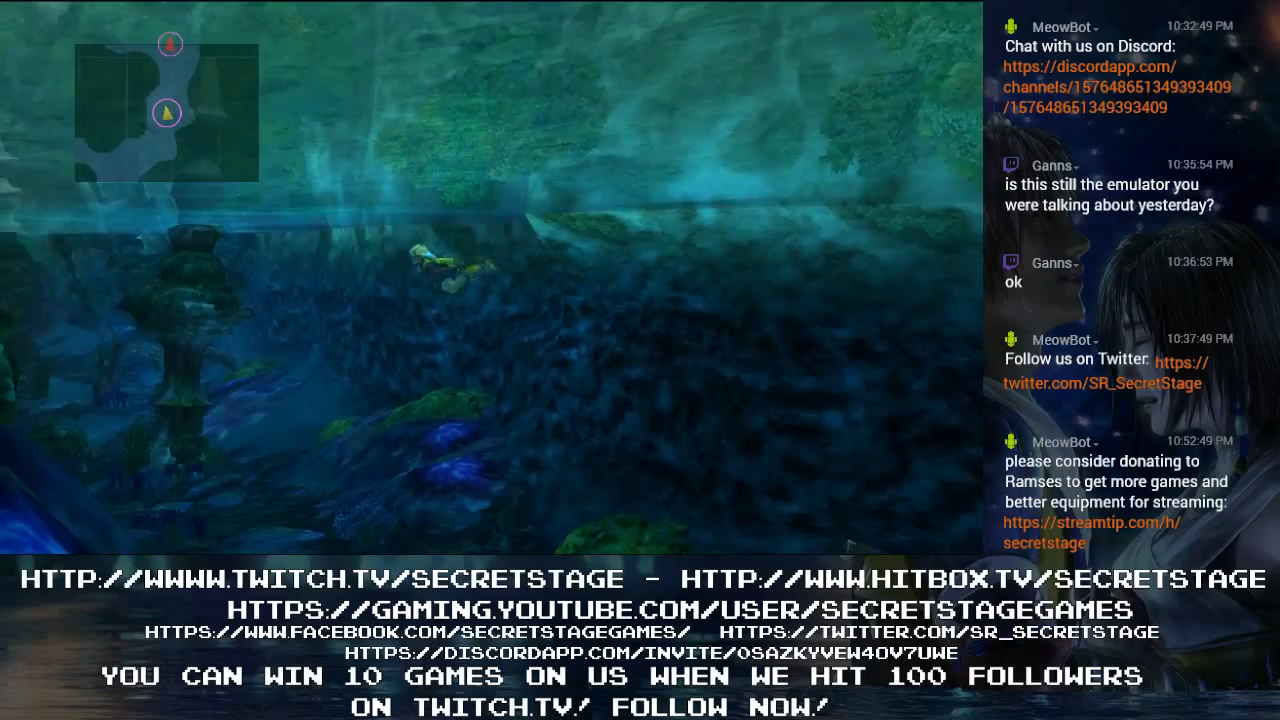 MeowBot
10:32:49 PM
Chat with us on Discord:
https://discordapp.com/
channels/157648651349393409
/157648651349393409
Ganns
10:35:54 PM
is this still the emulator you
were talking about yesterday?
Ganns
10:36:53 PM
ok
MeowBot
10:37:49 PM
Follow us on Twitter: https://
twitter.com/SR_SecretStage
MeowBot
10:52:49 PM
please consider donating to
Ramses to get more games and
better equipment for streaming:
https://streamtip.com/h/
secretstage
HTTP://WWWW.TWITCH.TV/SECRETSTAGE - HTTP://WWW.HITBOX.TV/SECRETSTAGE
HTTPS://GAMING.YOUTUBE.COM/USER/SECRETSTAGEGAMES
HTTPS://WWW.FACEBOOK.COM/SECRETSTAGEGAMES/ HTTPS://TWITTER.COM/SR_SECRETSTAGE
HTTPS://DISCORDAPP.COM/INVITE/0SAZKYVEW4OV7UWE
YOU CAN WIN 10 GAMES ON US WHEN WE HIT 100 FOLLOWERS
ON TWITCH.TV! FOLLOW NOW!